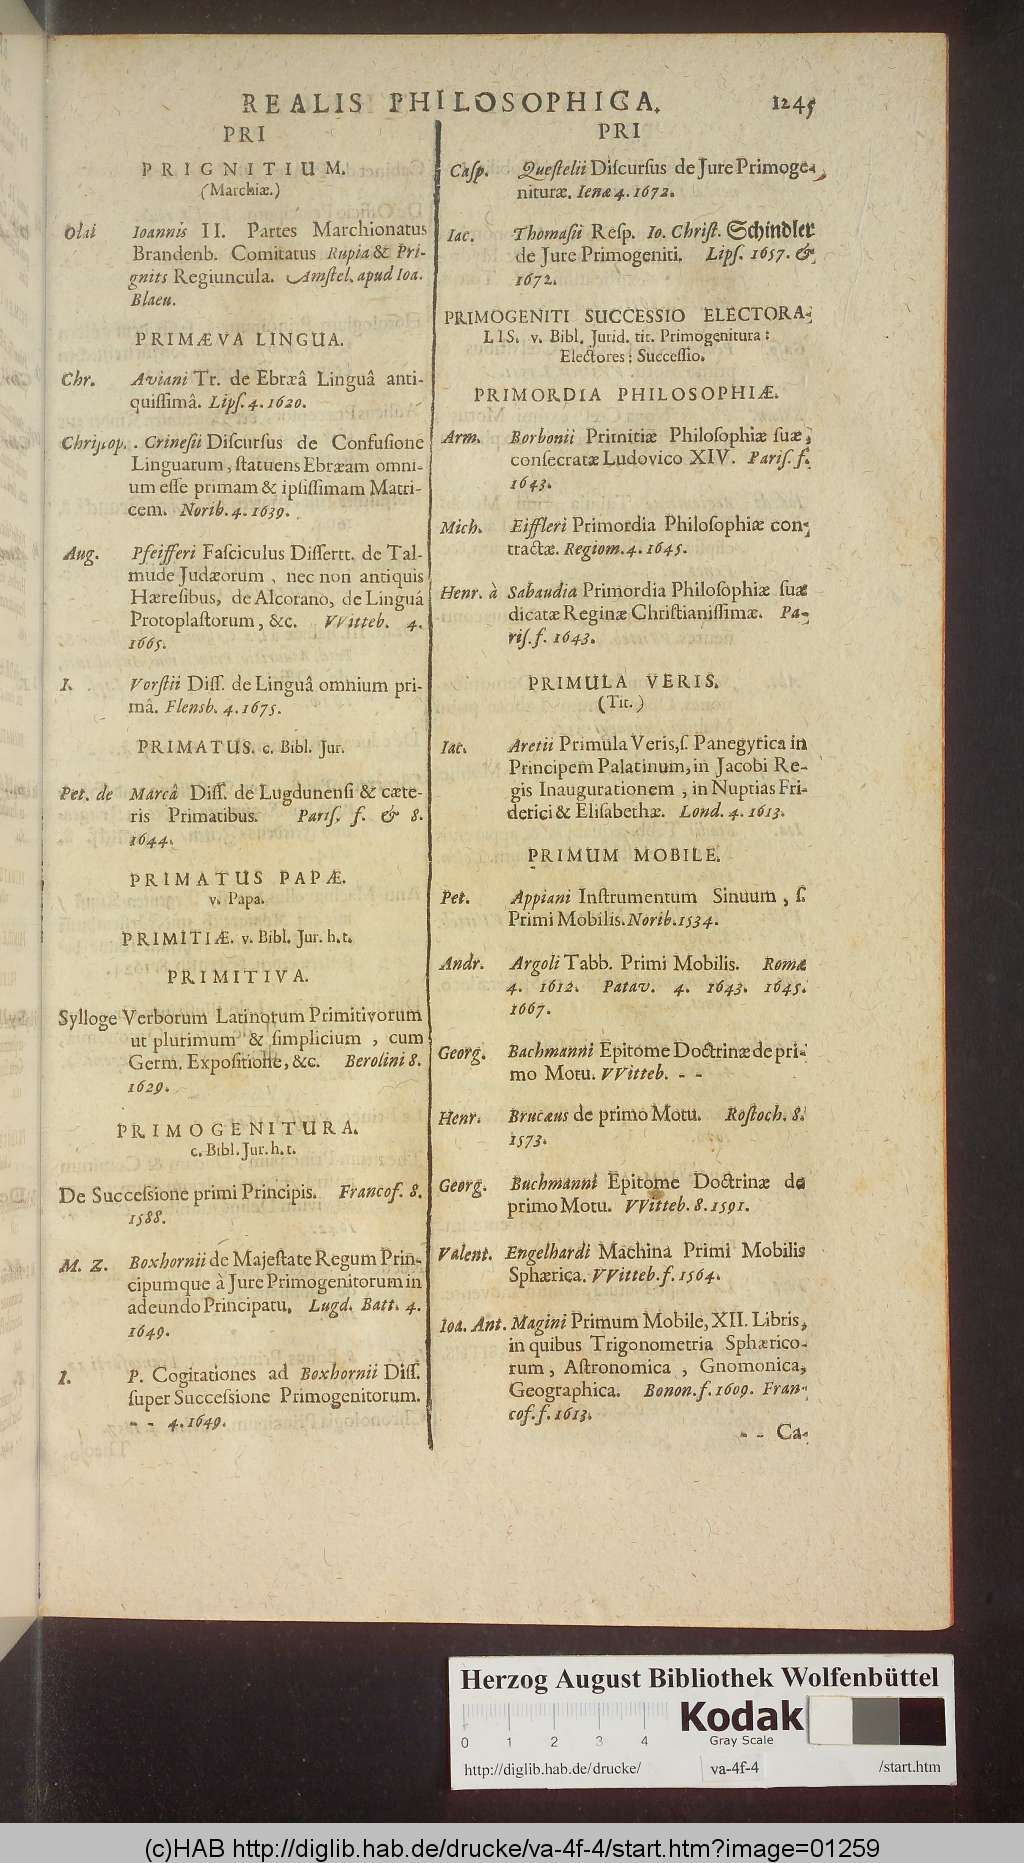 REALIS PHILOSOPHICA.
1245
PRI
PRIGNITIUM.
(Marchiæ.)
Olai Ioannis II. Partes Marchionatus
Brandenb. Comitatus Rupia & Pri-
gnits Regiuncula. Amstel. apud Ioa.
Blaeu.
PRIMÆVA LINGUA.
Chr. Aviani Tr. de Ebræâ Linguâ anti-
quissimâ. Lips. 4. 1620.
Crinesii Discursus de Confusione
Linguarum, statuens Ebræam omni-
um esse primam & ipsissimam Matri-
cem. Norib. 4. 1639.
Aug. Pfeifferi Fasciculus Dissertt. de Tal-
mude Judæorum, nec non antiquis
Hæresibus, de Alcorano, de Linguâ
Protoplastorum, &c. VVitteb. 4.
1665.
I. Vorstii Diss. de Linguâ omnium pri-
mâ. Flensb. 4. 1675.
PRIMATUS. c. Bibl. Jur.
Pet. de Marcâ Diss. de Lugdunensi & cæte-
ris Primatibus. Paris. f. & 8.
1644.
PRIMATUS PAPÆ.
v. Papa.
PRIMITIÆ. v. Bibl. Jur. h.t.
PRIMITIVA.
Sylloge Verborum Latinorum Primitivorum
ut plurimum & simplicium, cum
Germ. Expositione, &c. Berolini 8.
1629.
PRIMOGENITURA.
c. Bibl. Jur. h. t.
De Successione primi Principis. Francof. 8.
1588.
M. Z. Boxhornii de Majestate Regum Prin-
cipumque à Jure Primogenitorum in
adeundo Principatu. Lugd. Batt. 4.
1649.
I. P. Cogitationes ad Boxhornii Diss.
super Successione Primogenitorum.
- - 4. 1649.
PRI
Casp. Questelii Discursus de Jure Primoge-
nituræ. Ienæ 4. 1672.
Iac. Thomasii Resp. Io. Christ. Schindler
de Jure Primogeniti. Lips. 1657. &
1672.
PRIMOGENITI SUCCESSIO ELECTORA-
LIS. v. Bibl. Jurid. tit. Primogenitura:
Electores: Successio.
PRIMORDIA PHILOSOPHIÆ.
Arm. Borbonii Primitiæ Philosophiæ suæ,
consecratæ Ludovico XIV. Paris. f.
1643.
Mich. Eiffleri Primordia Philosophiæ con-
tractæ. Regiom. 4. 1645.
Henr. à Sabaudia Primordia Philosophiæ suæ
dicatæ Reginæ Christianissimæ. Pa-
ris. f. 1643.
PRIMULA VERIS.
(Tit.)
Iac. Aretii Primula Veris, s. Panegyrica in
Principem Palatinum, in Jacobi Re-
gis Inaugurationem, in Nuptias Fri-
derici & Elisabethæ. Lond. 4. 1613.
PRIMUM MOBILE.
Pet. Appiani Instrumentum Sinuum, s.
Primi Mobilis. Norib. 1534.
Andr. Argoli Tabb. Primi Mobilis. Romæ
4. 1612. Patav. 4. 1643. 1645.
1667.
Georg. Bachmanni Epitome Doctrinæ de pri-
mo Motu. VVitteb. - -
Henr. Brucæus de primo Motu. Rostoch. 8.
1573.
Georg. Buchmanni Epitome Doctrinæ de
primo Motu. VVitteb. 8. 1591.
Valent. Engelhardi Machina Primi Mobilis
Sphærica. VVitteb. f. 1564.
Ioa. Ant. Magini Primum Mobile, XII. Libris,
in quibus Trigonometria Sphærico-
rum, Astronomica, Gnomonica,
Geographica. Bonon. f. 1609. Fran-
cof. f. 1613.
- - Ca-
Herzog August Bibliothek Wolfenbüttel
0 1 2 3 4
Kodak
Gray Scale
http://diglib.hab.de/drucke/ va-4f-4 /start.htm
(c)HAB http://diglib.hab.de/drucke/va-4f-4/start.htm?image=01259